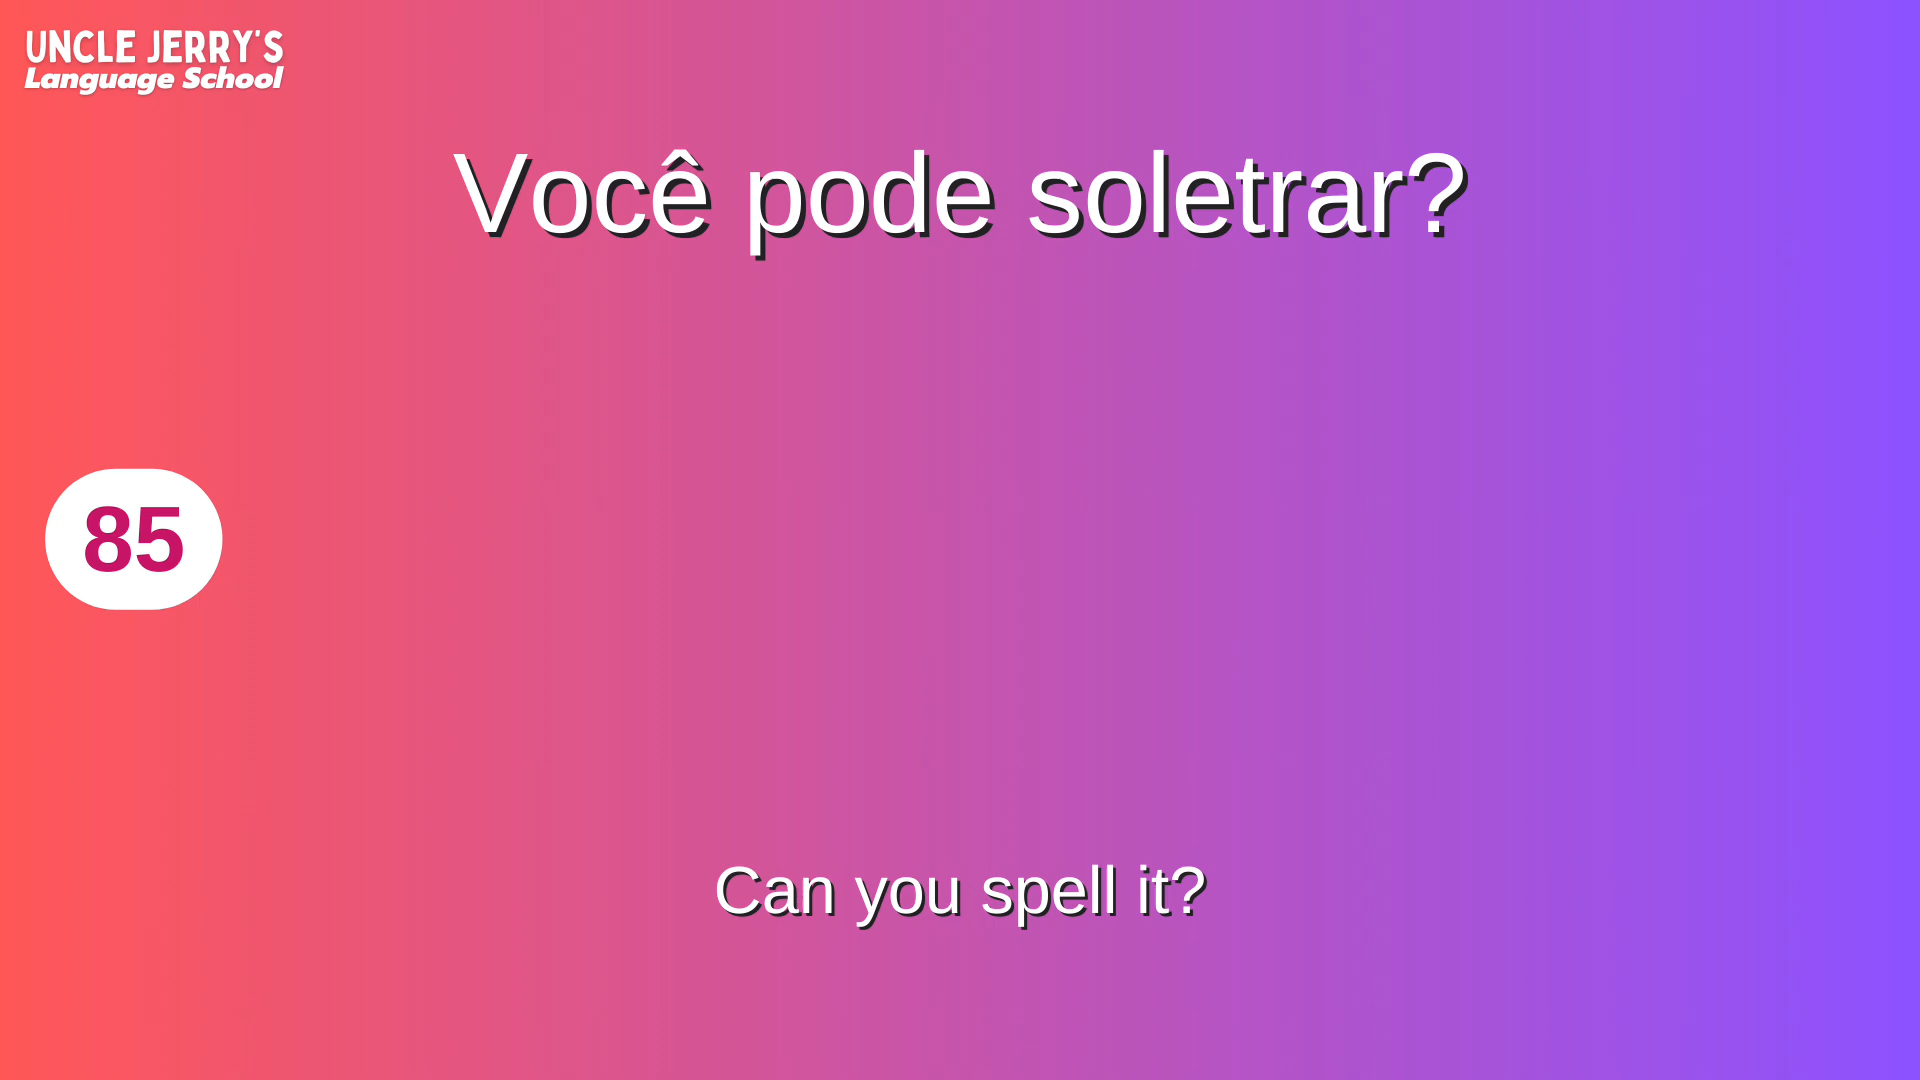 UNCLE JERRY'S
Language School
Você pode soletrar?
85
Can you spell it?